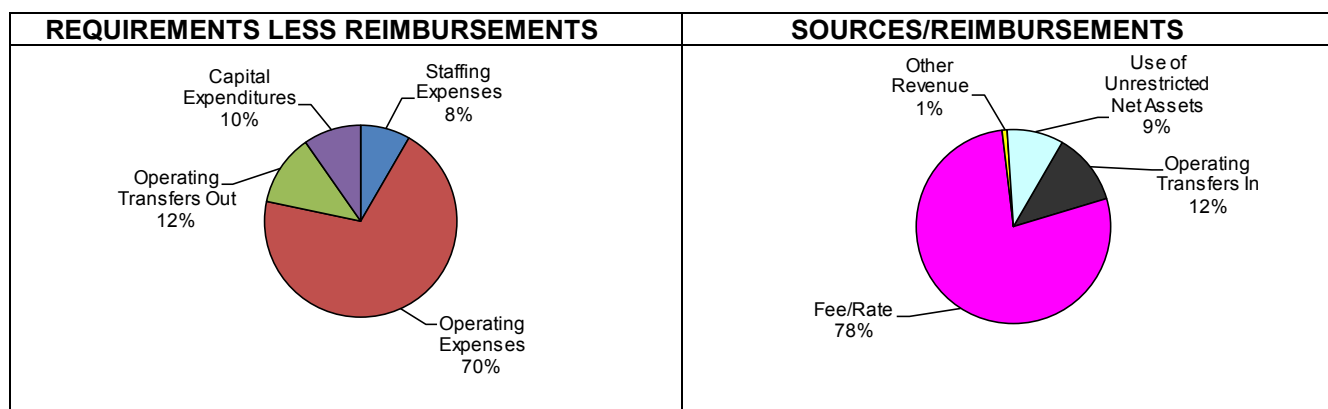 REQUIREMENTS LESS REIMBURSEMENTS
Capital
Expenditures
10%
Staffing
Expenses
8%
Operating
Transfers Out
12%
Operating
Expenses
70%
SOURCES/REIMBURSEMENTS
Other
Revenue
1%
Use of
Unrestricted
Net Assets
9%
Operating
Transfers In
12%
Fee/Rate
78%